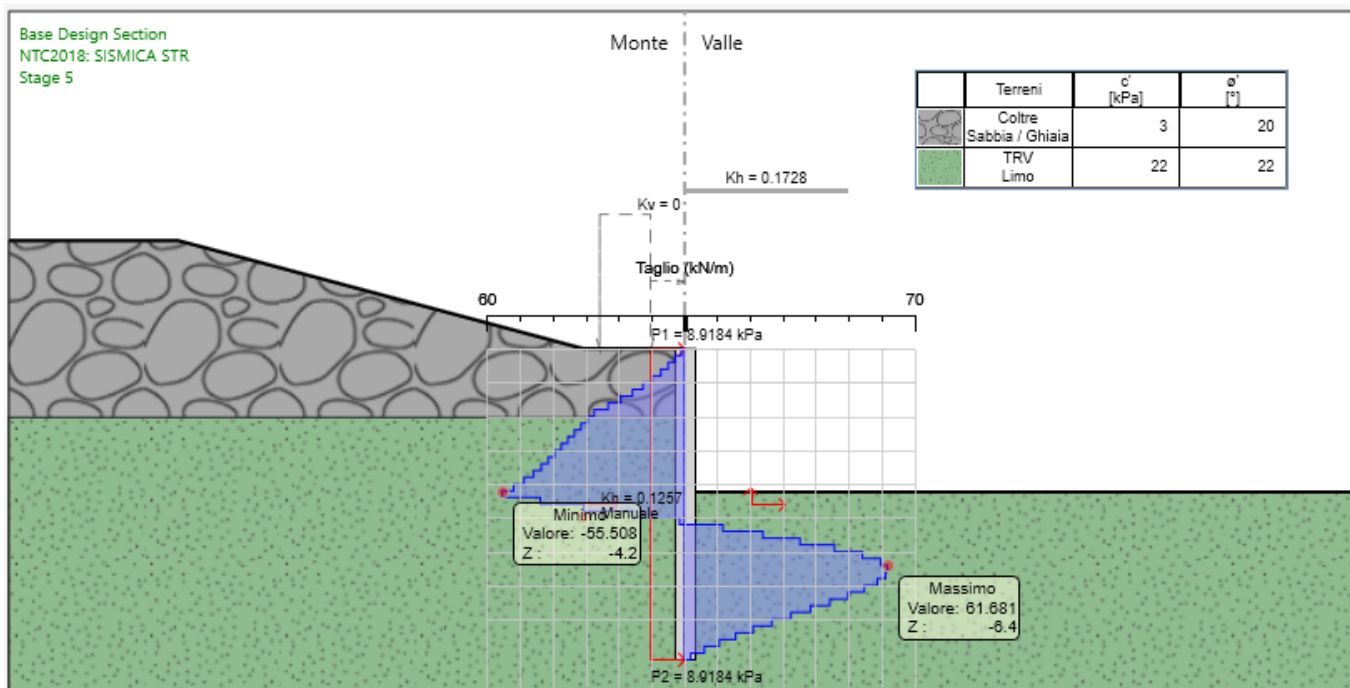 Base Design Section
NTC2018: SISMICA STR
Stage 5
Monte
Valle
Terreni
c'
[kPa]
ø'
[°]
Coltre
Sabbia / Ghiaia
3
20
TRV
Limo
22
22
Kh = 0.1728
Kv = 0
Taglio (kN/m)
60
70
P1 = 8.9184 kPa
Kh = 0.1257
Manuale
Minimo
Valore: -55.508
Z : -4.2
Massimo
Valore: 61.681
Z : -6.4
P2 = 8.9184 kPa